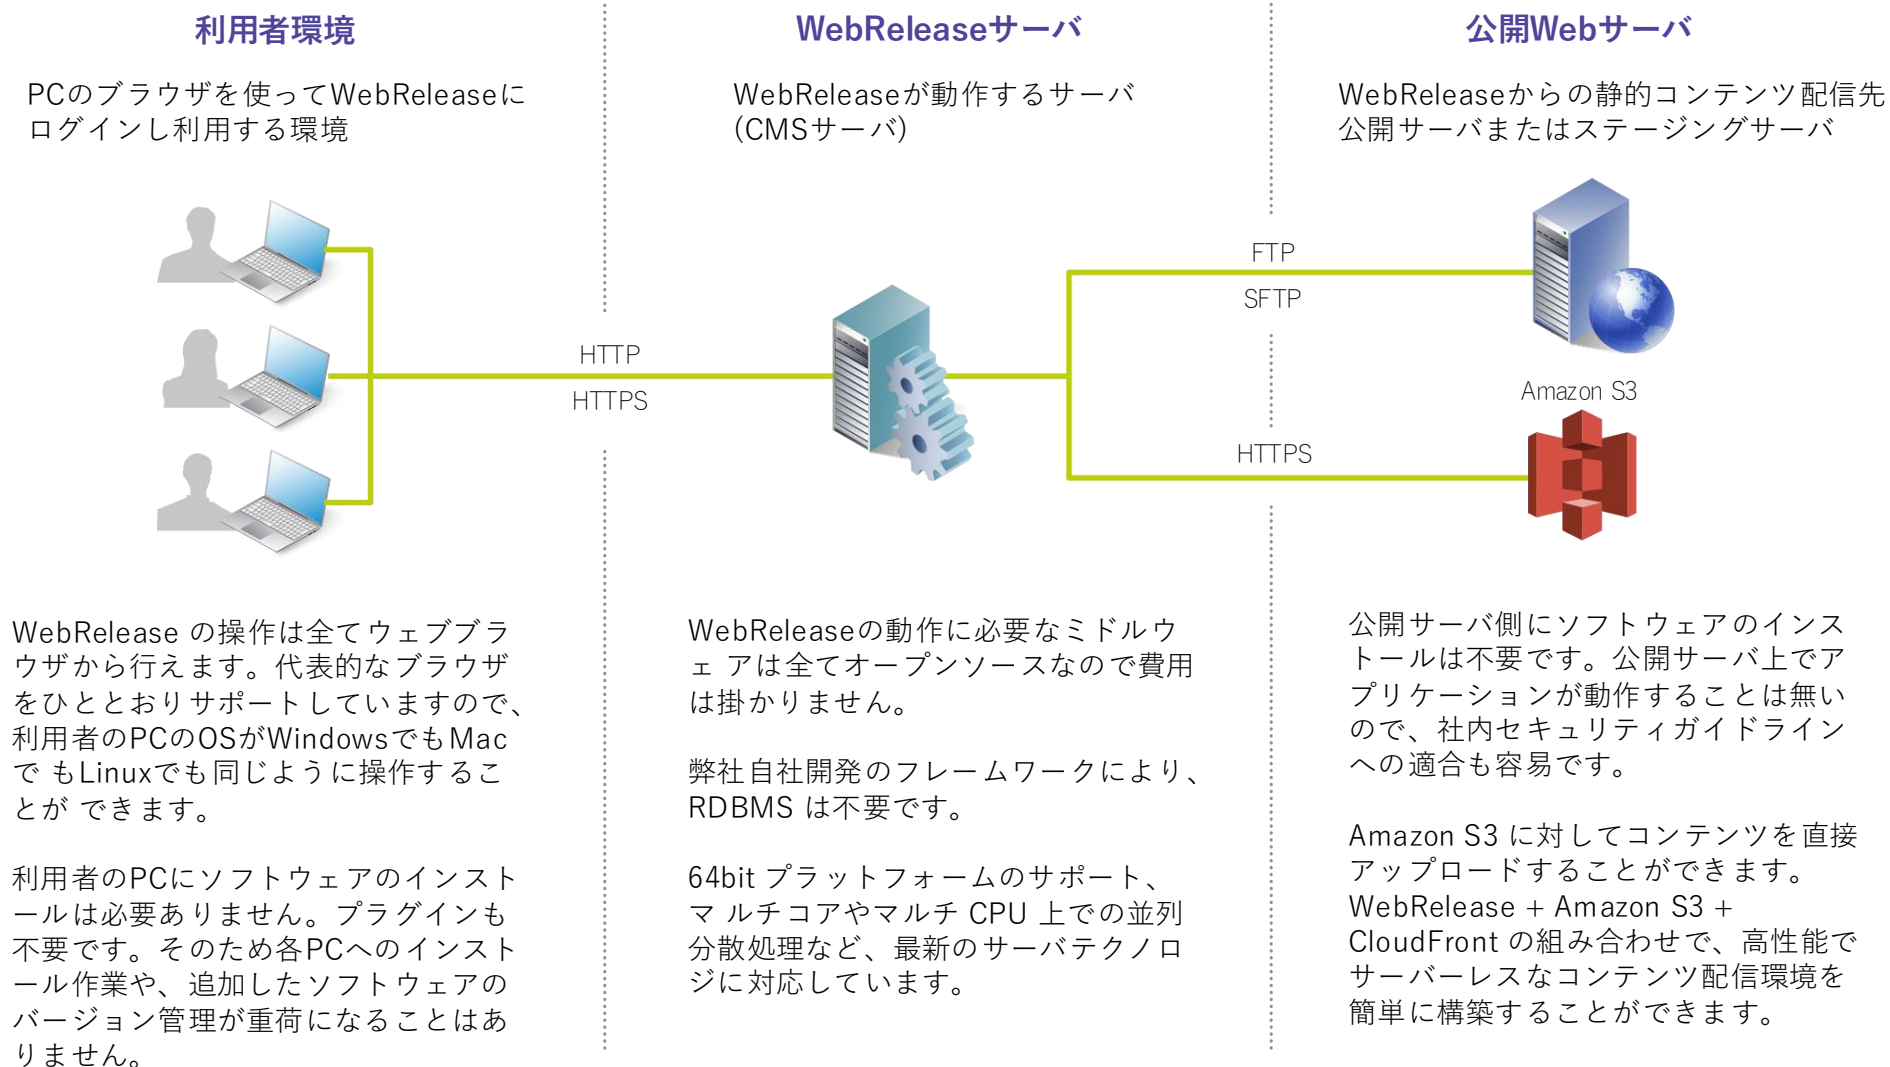 利用者環境
PCのブラウザを使ってWebReleaseに
ログインし利用する環境
WebReleaseサーバ
WebReleaseが動作するサーバ
(CMSサーバ)
公開Webサーバ
WebReleaseからの静的コンテンツ配信先
公開サーバまたはステージングサーバ
HTTP
HTTPS
FTP
SFTP
Amazon S3
HTTPS
WebRelease の操作は全てウェブブラ
ウザから行えます。代表的なブラウザ
をひととおりサポートしていますので、
利用者のPCのOSがWindowsでもMac
で もLinuxでも同じように操作するこ
とが できます。
利用者のPCにソフトウェアのインスト
ールは必要ありません。プラグインも
不要です。そのため各PCへのインスト
ール作業や、追加したソフトウェアの
バージョン管理が重荷になることはあ
りません。
WebReleaseの動作に必要なミドルウ
ェ アは全てオープンソースなので費用
は掛かりません。
弊社自社開発のフレームワークにより、
RDBMS は不要です。
64bit プラットフォームのサポート、
マ ルチコアやマルチ CPU 上での並列
分散処理など、最新のサーバテクノロ
ジに対応しています。
公開サーバ側にソフトウェアのインス
トールは不要です。公開サーバ上でア
プリケーションが動作することは無い
ので、社内セキュリティガイドライン
への適合も容易です。
Amazon S3 に対してコンテンツを直接
アップロードすることができます。
WebRelease + Amazon S3 +
CloudFront の組み合わせで、高性能で
サーバーレスなコンテンツ配信環境を
簡単に構築することができます。